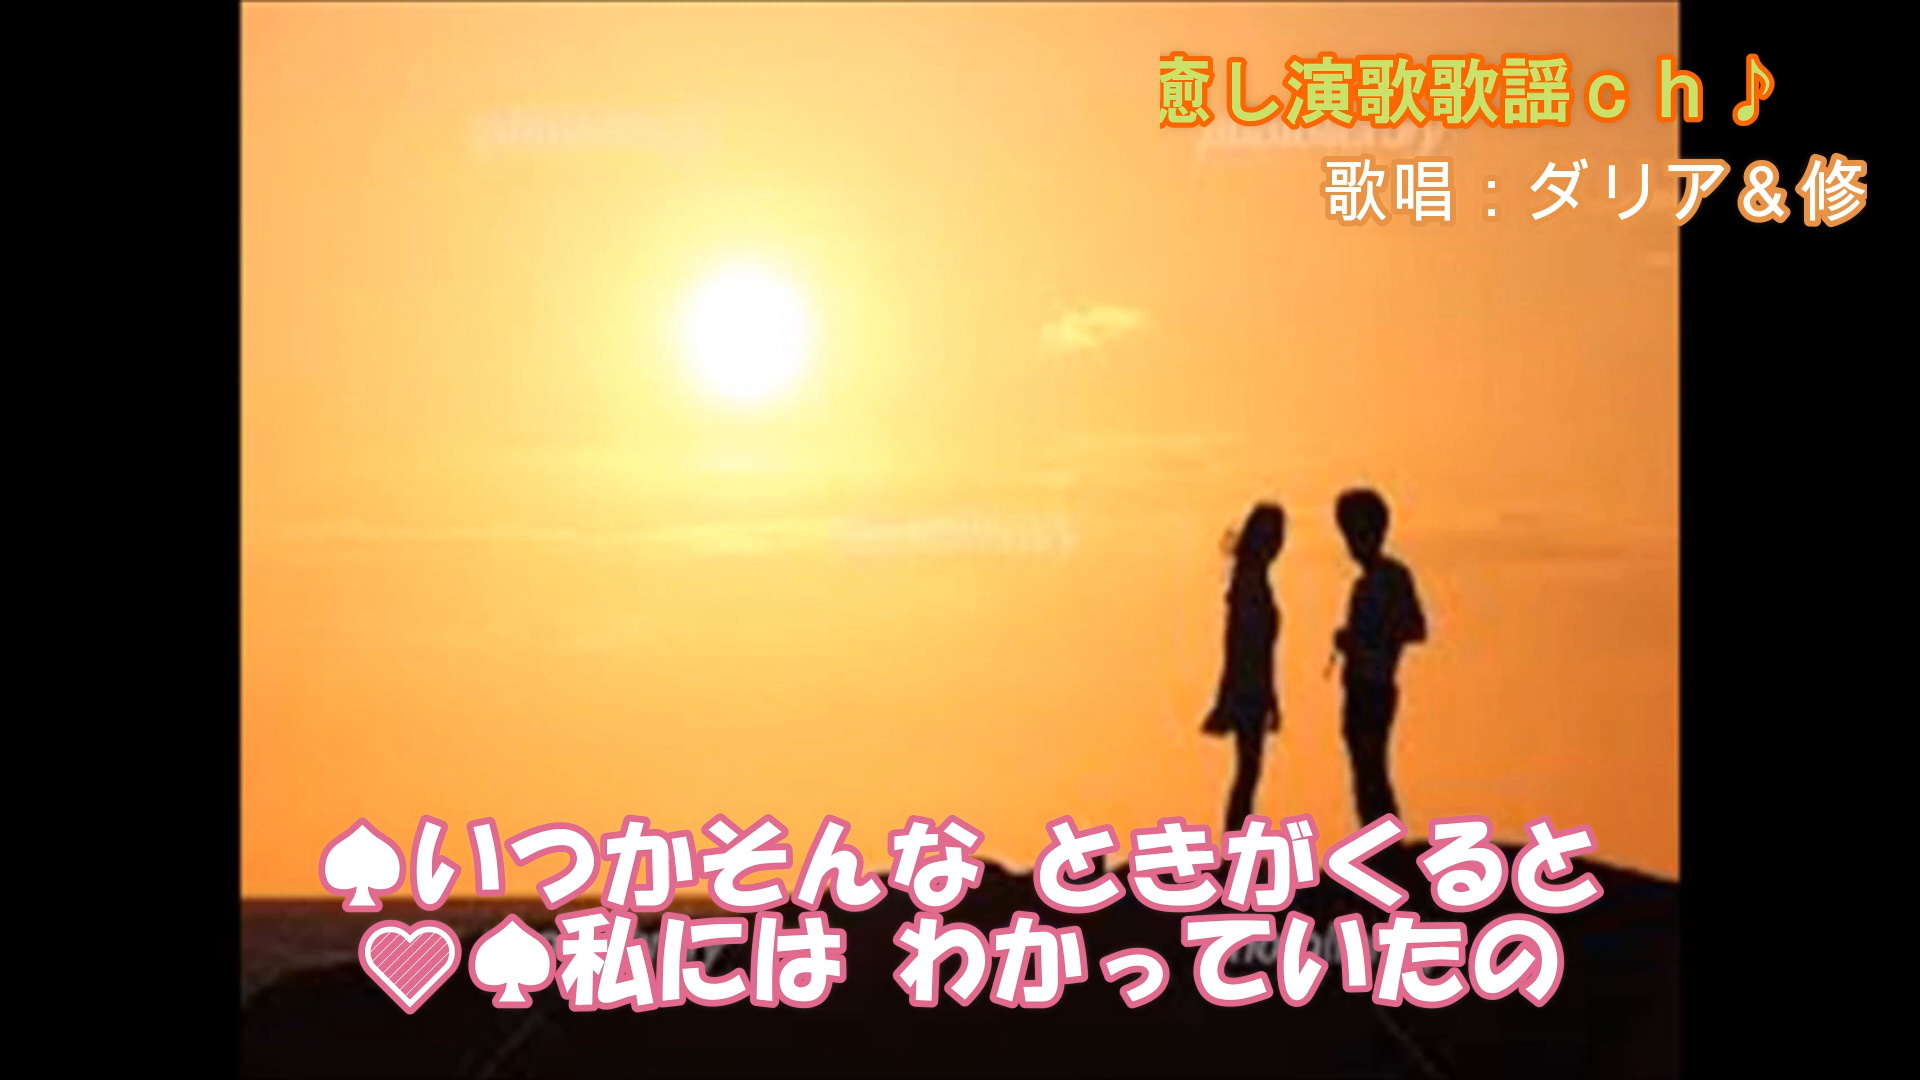 癒し演歌歌謡ｃｈ♪
歌唱：ダリア＆修
♠いつかそんな ときがくると
♡♠私には わかっていたの